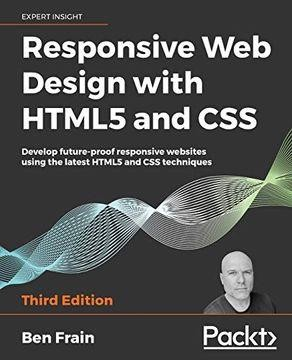 EXPERT INSIGHT
Responsive Web
Design with
HTML5 and CSS
Develop future-proof responsive websites
using the latest HTML5 and CSS techniques
Third Edition
Ben Frain
Packt>